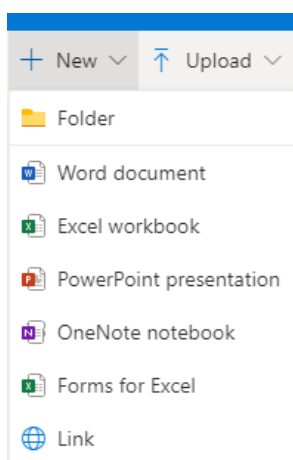 New Upload
Folder
Word document
Excel workbook
PowerPoint presentation
OneNote notebook
Forms for Excel
Link